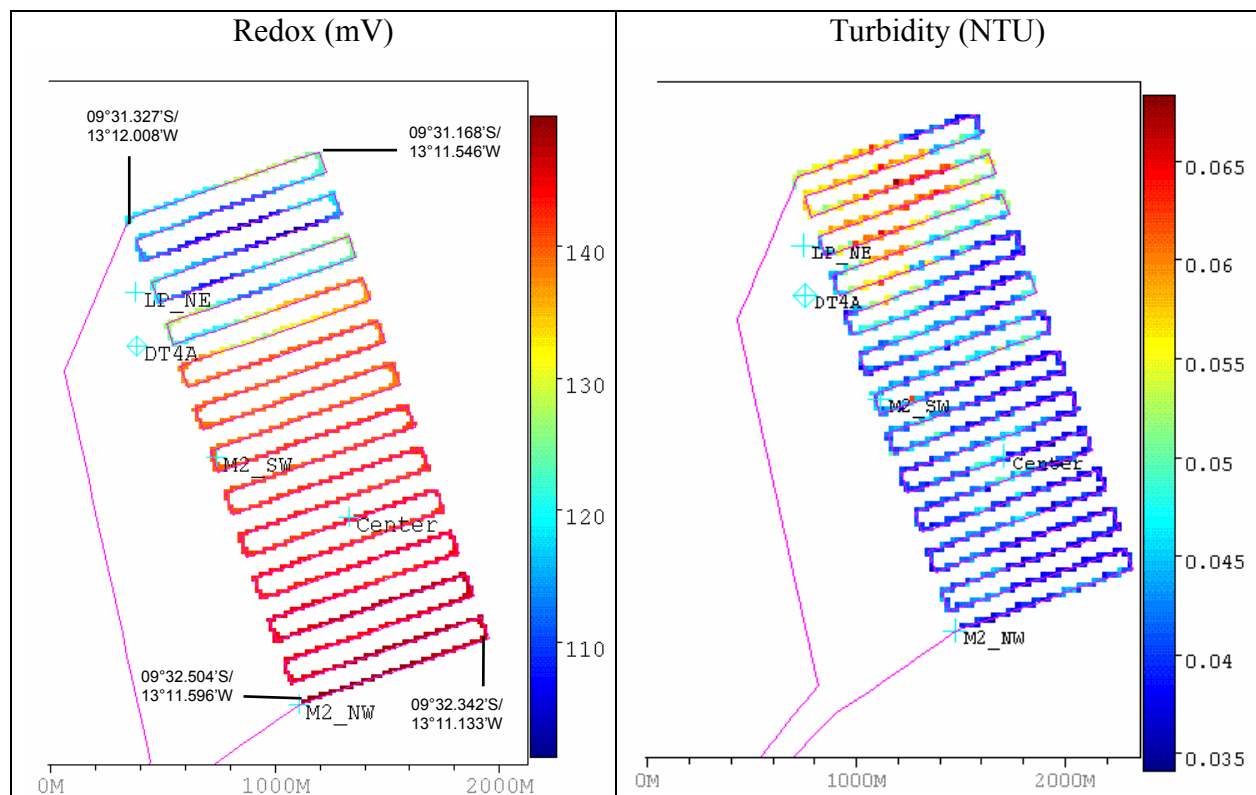 Redox (mV)
Turbidity (NTU)
09°31.327'S/
13°12.008'W
09°31.168'S/
13°11.546'W
LP_NE
DT4A
M2_SW
Center
M2_NW
09°32.504'S/
13°11.596'W
09°32.342'S/
13°11.133'W
140
130
120
110
0M
1000M
2000M
LP_NE
DT4A
M2_SW
Center
M2_NW
0.065
0.06
0.055
0.05
0.045
0.04
0.035
0M
1000M
2000M